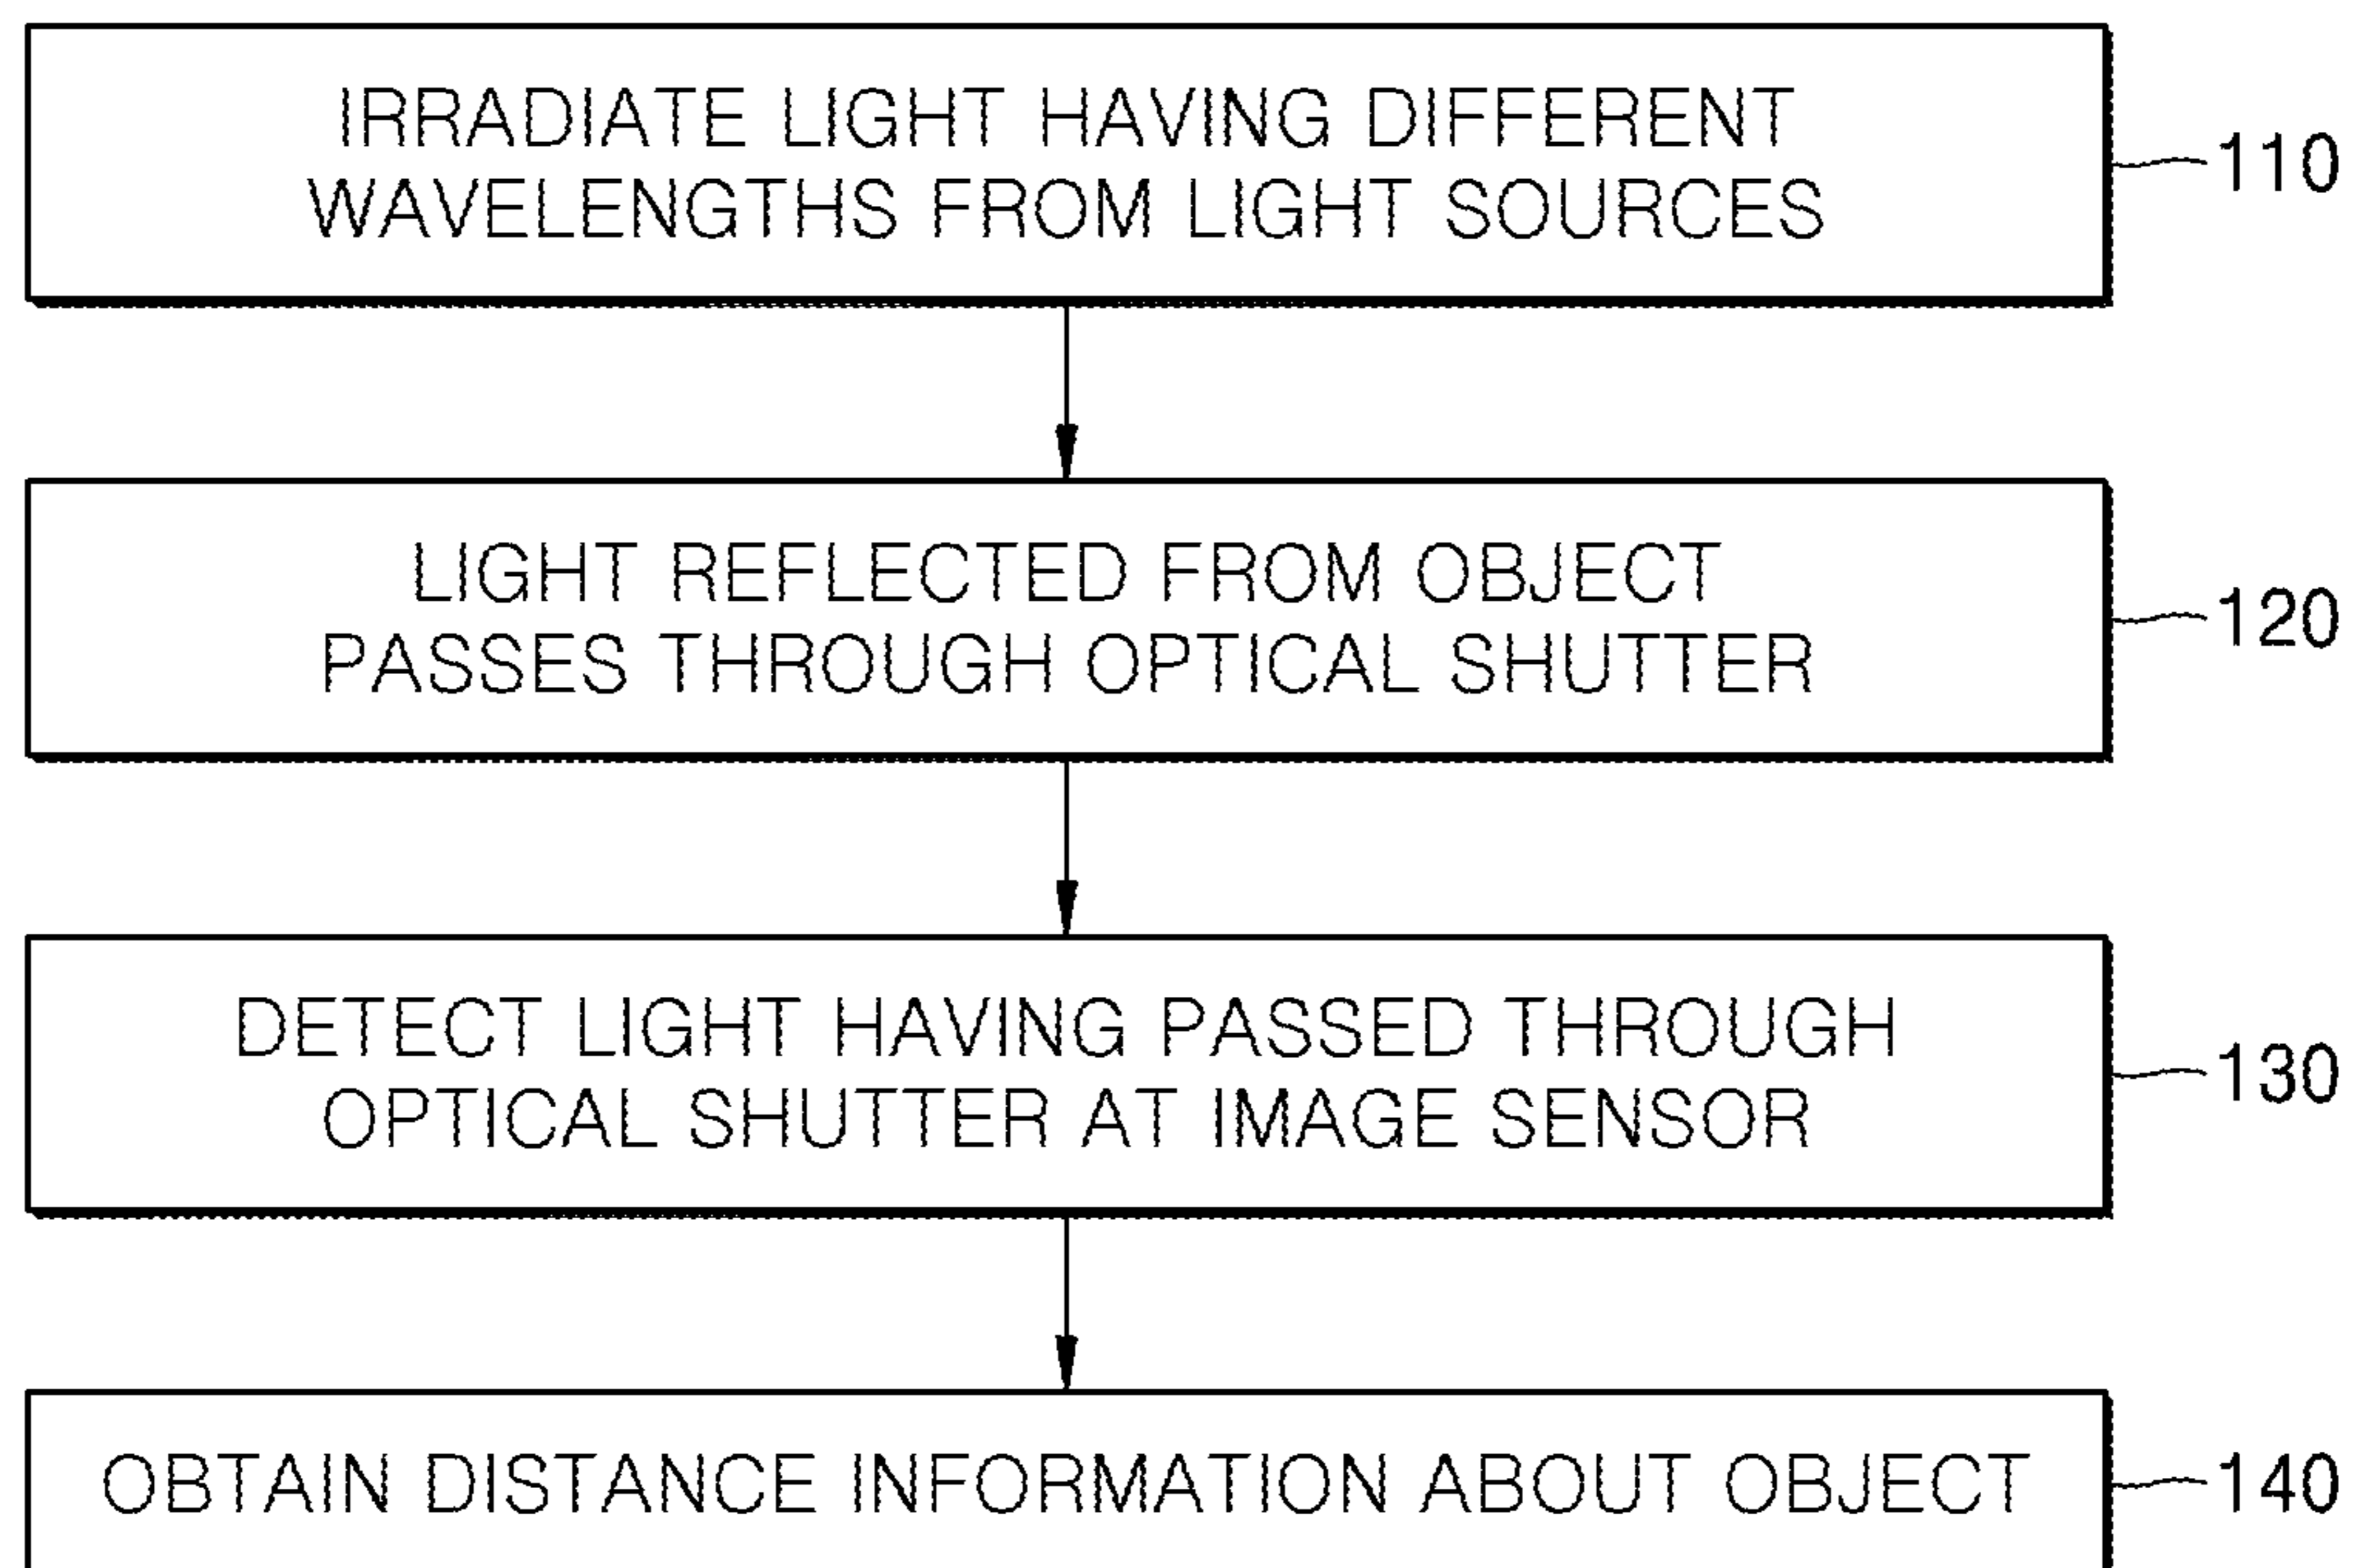 IRRADIATE LIGHT HAVING DIFFERENT
WAVELENGTHS FROM LIGHT SOURCES
110
LIGHT REFLECTED FROM OBJECT
PASSES THROUGH OPTICAL SHUTTER
120
DETECT LIGHT HAVING PASSED THROUGH
OPTICAL SHUTTER AT IMAGE SENSOR
130
OBTAIN DISTANCE INFORMATION ABOUT OBJECT
140